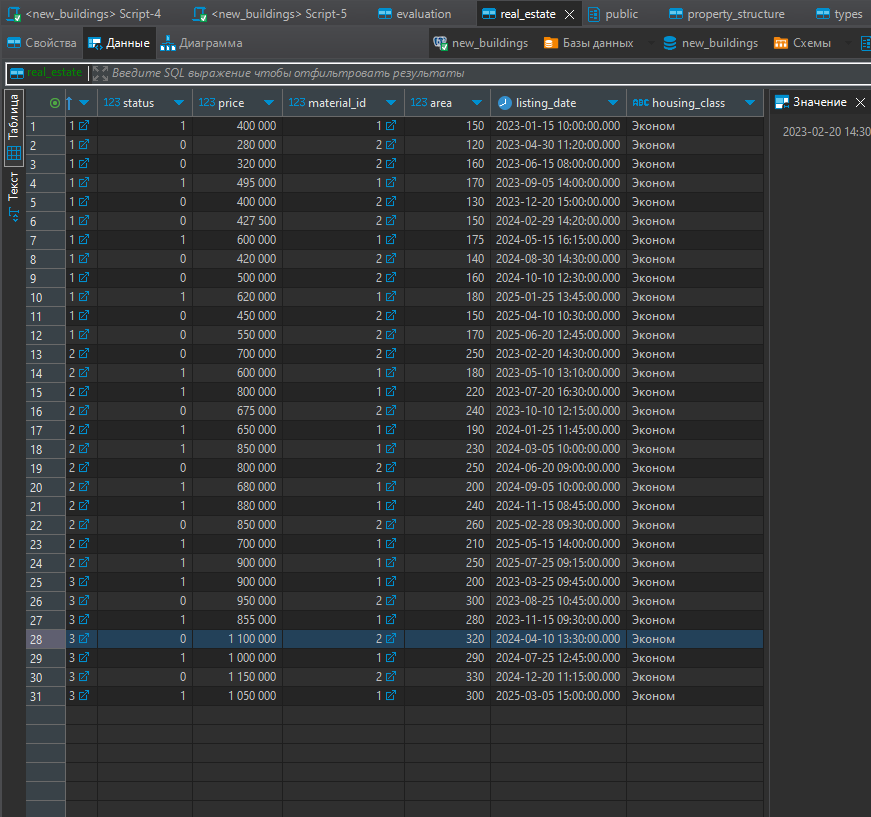 <new_buildings> Script-4 <new_buildings> Script-5 evaluation real_estate public property_structure types
Свойства Данные Диаграмма new_buildings Базы данных new_buildings Схемы
real_estate Введите SQL выражение чтобы отфильтровать результаты
Таблица
Текст
123 status 123 price 123 material_id 123 area listing_date ABC housing_class
Значение
2023-02-20 14:30
1 1 1 400 000 1 150 2023-01-15 10:00:00.000 Эконом
2 1 0 280 000 2 120 2023-04-30 11:20:00.000 Эконом
3 1 0 320 000 2 160 2023-06-15 08:00:00.000 Эконом
4 1 1 495 000 1 170 2023-09-05 14:00:00.000 Эконом
5 1 0 400 000 2 130 2023-12-20 15:00:00.000 Эконом
6 1 0 427 500 2 150 2024-02-29 14:20:00.000 Эконом
7 1 1 600 000 1 175 2024-05-15 16:15:00.000 Эконом
8 1 0 420 000 2 140 2024-08-30 14:30:00.000 Эконом
9 1 0 500 000 2 160 2024-10-10 12:30:00.000 Эконом
10 1 1 620 000 1 180 2025-01-25 13:45:00.000 Эконом
11 1 0 450 000 2 150 2025-04-10 10:30:00.000 Эконом
12 1 0 550 000 2 170 2025-06-20 12:45:00.000 Эконом
13 2 0 700 000 2 250 2023-02-20 14:30:00.000 Эконом
14 2 1 600 000 1 180 2023-05-10 13:10:00.000 Эконом
15 2 1 800 000 1 220 2023-07-20 16:30:00.000 Эконом
16 2 0 675 000 2 240 2023-10-10 12:15:00.000 Эконом
17 2 1 650 000 1 190 2024-01-25 11:45:00.000 Эконом
18 2 1 850 000 1 230 2024-03-05 10:00:00.000 Эконом
19 2 0 800 000 2 250 2024-06-20 09:00:00.000 Эконом
20 2 1 680 000 1 200 2024-09-05 10:00:00.000 Эконом
21 2 1 880 000 1 240 2024-11-15 08:45:00.000 Эконом
22 2 0 850 000 2 260 2025-02-28 09:30:00.000 Эконом
23 2 1 700 000 1 210 2025-05-15 14:00:00.000 Эконом
24 2 1 900 000 1 250 2025-07-25 09:15:00.000 Эконом
25 3 1 900 000 1 200 2023-03-25 09:45:00.000 Эконом
26 3 0 950 000 2 300 2023-08-25 10:45:00.000 Эконом
27 3 1 855 000 1 280 2023-11-15 09:30:00.000 Эконом
28 3 0 1 100 000 2 320 2024-04-10 13:30:00.000 Эконом
29 3 1 1 000 000 1 290 2024-07-25 12:45:00.000 Эконом
30 3 0 1 150 000 2 330 2024-12-20 11:15:00.000 Эконом
31 3 1 1 050 000 1 300 2025-03-05 15:00:00.000 Эконом